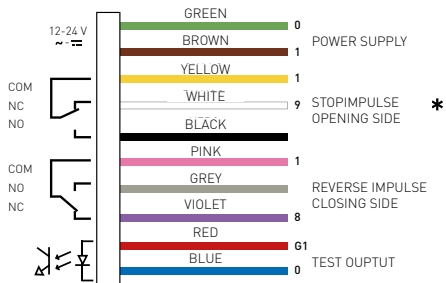 GREEN
0
12-24 V
BROWN
1
POWER SUPPLY
YELLOW
1
COM
NC
NO
WHITE
9
STOPIMPULSE
OPENING SIDE
*
BLACK
PINK
1
COM
NO
NC
GREY
REVERSE IMPULSE
CLOSING SIDE
VIOLET
8
RED
G1
BLUE
0
TEST OUPTUT